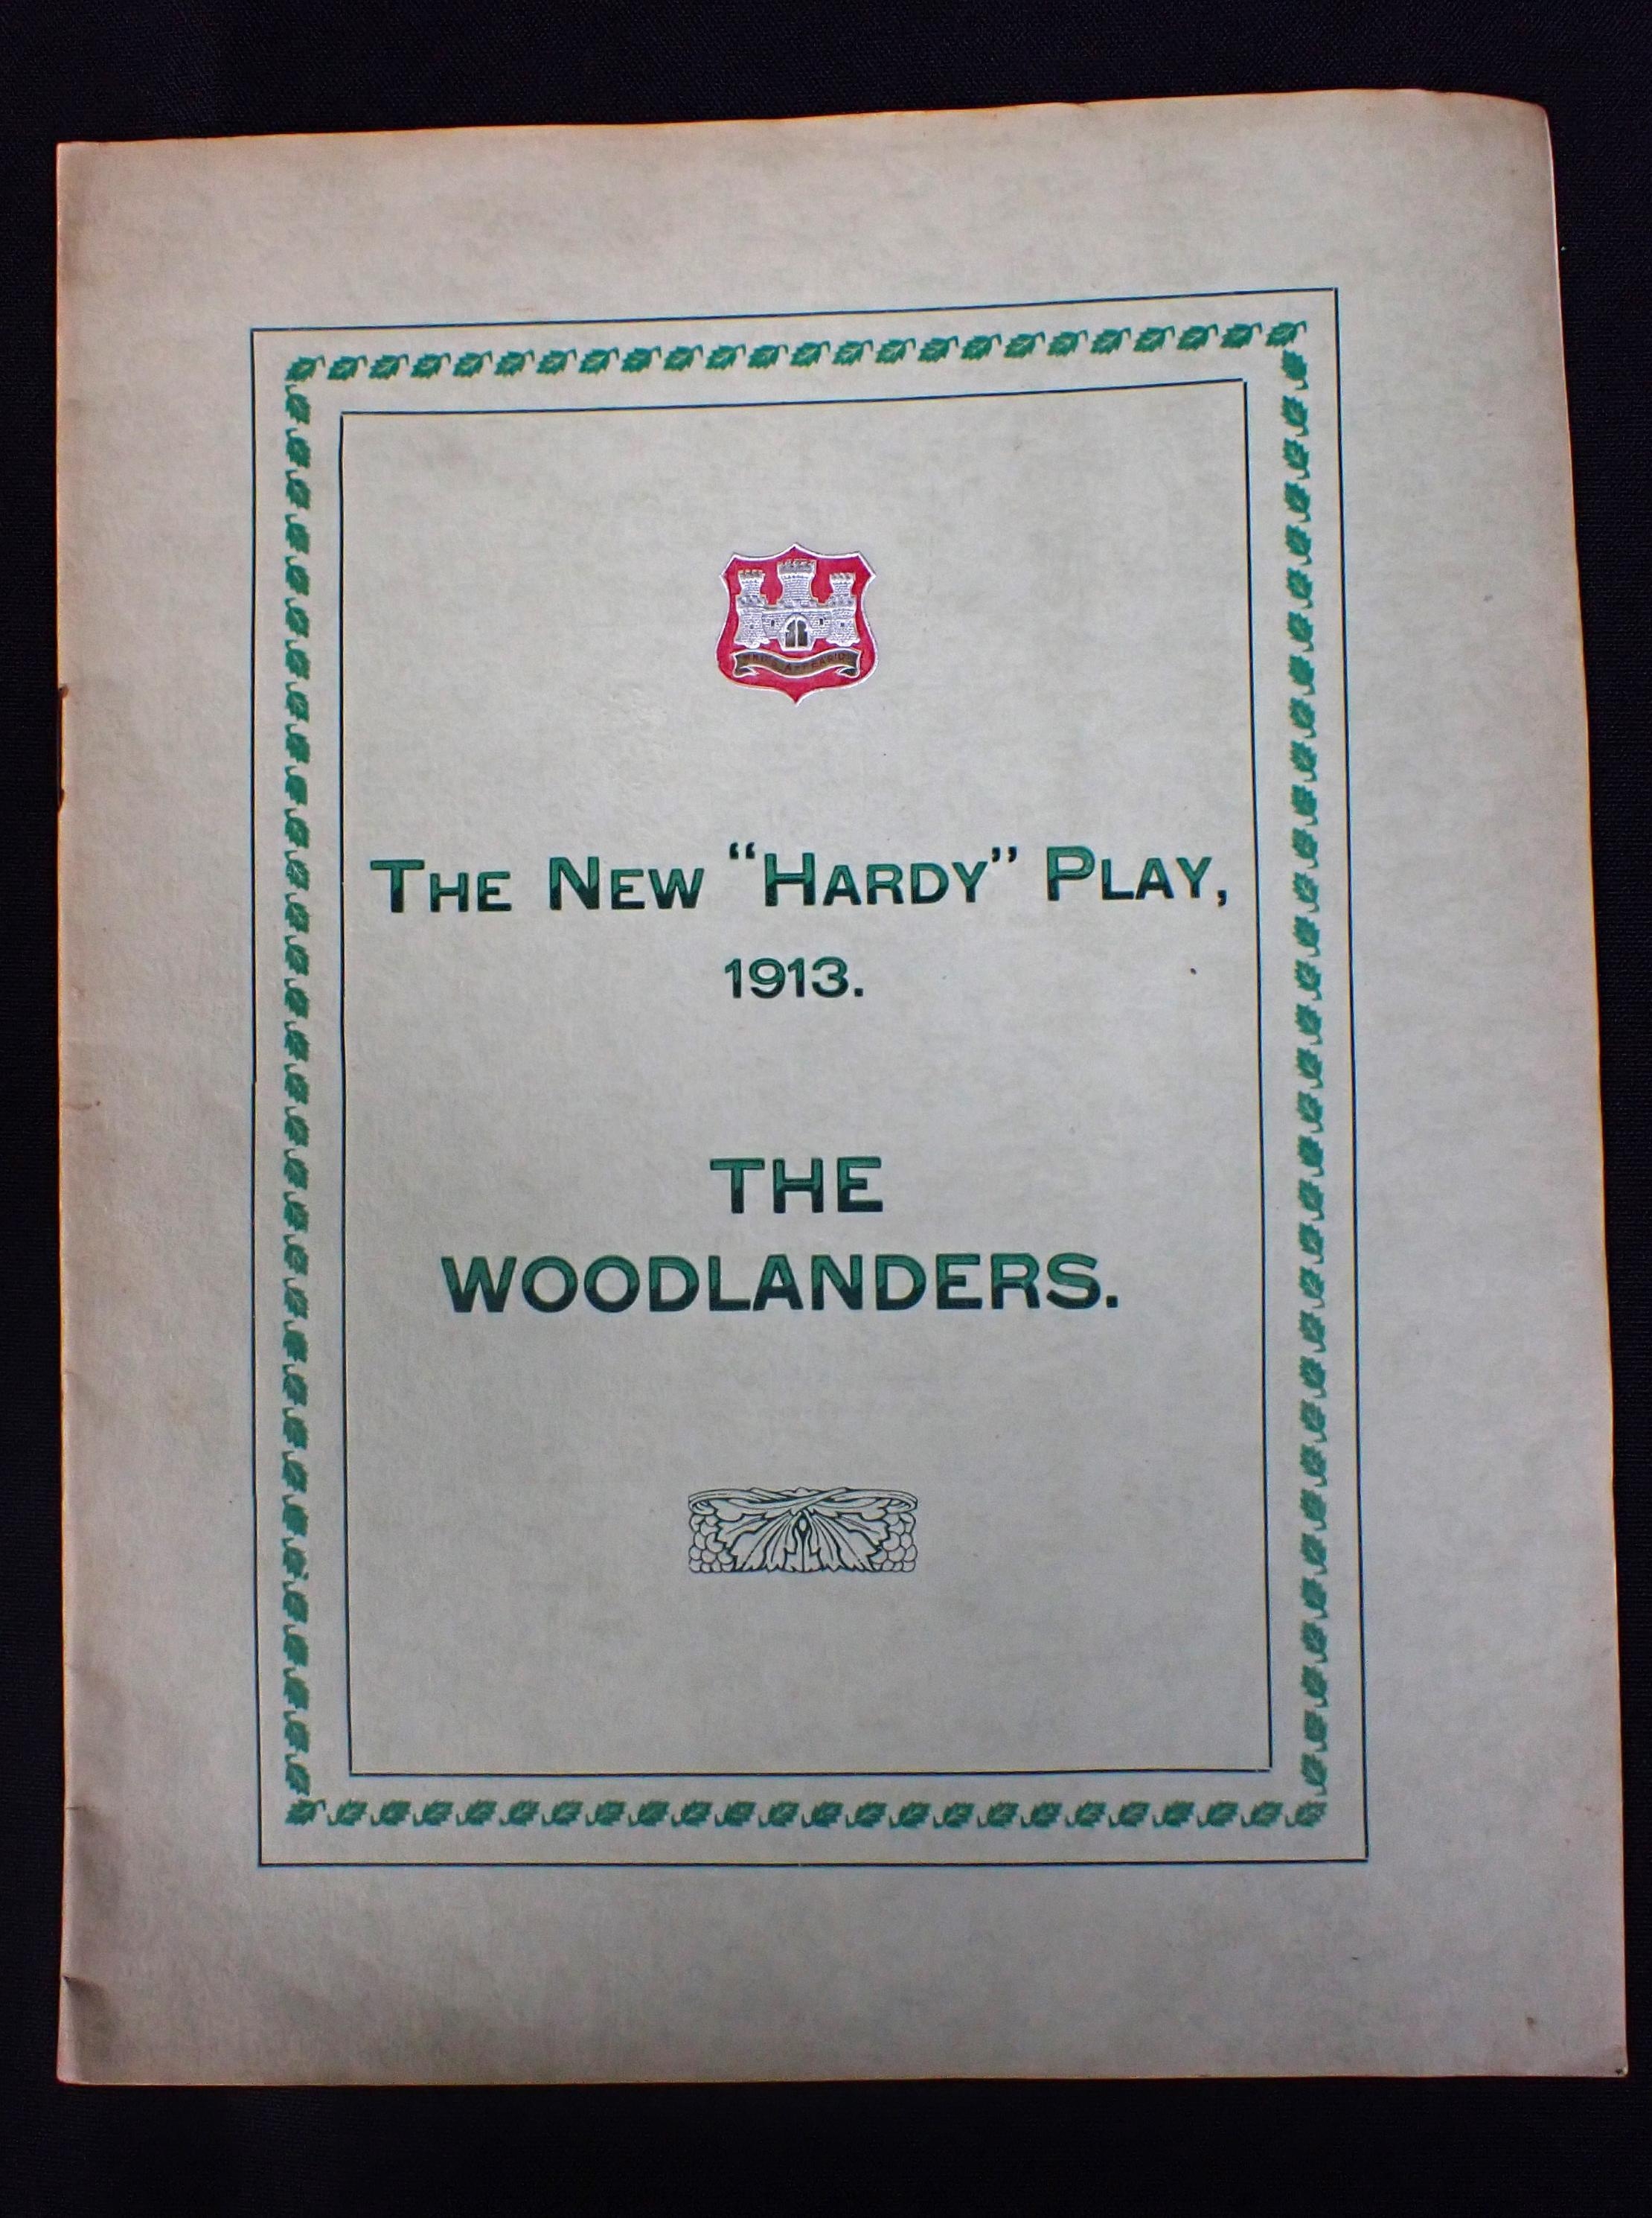 THE NEW "HARDY" PLAY,
1913.
THE
WOODLANDERS.